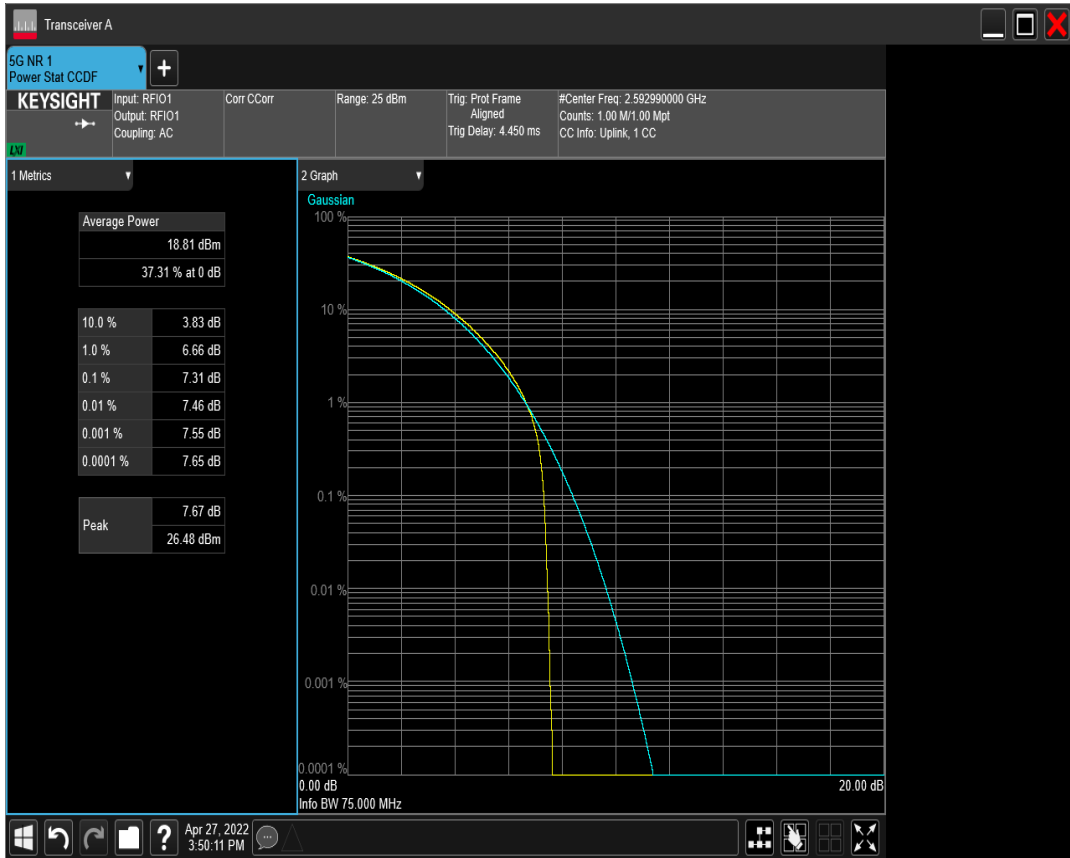 Transceiver A
5G NR 1
Power Stat CCDF
KEYSIGHT
LXI
Input: RFIO1
Output: RFIO1
Coupling: AC
Corr CCorr
Range: 25 dBm
Trig: Prot Frame
Aligned
Trig Delay: 4.450 ms
#Center Freq: 2.592990000 GHz
Counts: 1.00 M/1.00 Mpt
CC Info: Uplink, 1 CC
1 Metrics
Average Power
18.81 dBm
37.31 % at 0 dB
10.0 % 3.83 dB
1.0 % 6.66 dB
0.1 % 7.31 dB
0.01 % 7.46 dB
0.001 % 7.55 dB
0.0001 % 7.65 dB
Peak 7.67 dB
26.48 dBm
2 Graph
Gaussian
100 %
10 %
1 %
0.1 %
0.01 %
0.001 %
0.0001 %
0.00 dB 20.00 dB
Info BW 75.000 MHz
Apr 27, 2022
3:50:11 PM